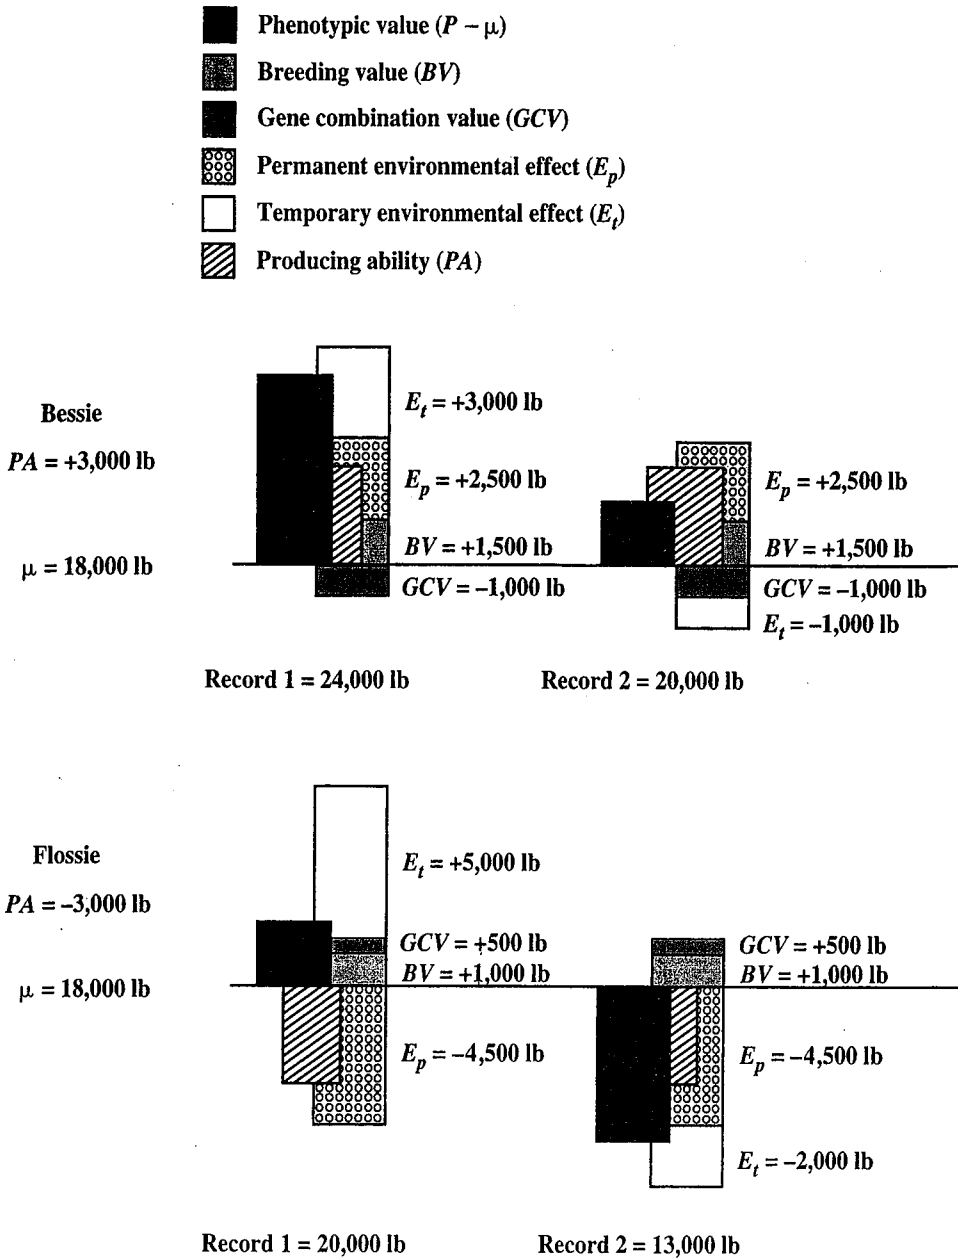 Phenotypic value (P − μ)
Breeding value (BV)
Gene combination value (GCV)
Permanent environmental effect (Ep)
Temporary environmental effect (Et)
Producing ability (PA)
Bessie
PA = +3,000 lb
μ = 18,000 lb
Et = +3,000 lb
Ep = +2,500 lb
BV = +1,500 lb
GCV = −1,000 lb
Record 1 = 24,000 lb
Ep = +2,500 lb
BV = +1,500 lb
GCV = −1,000 lb
Et = −1,000 lb
Record 2 = 20,000 lb
Flossie
PA = −3,000 lb
μ = 18,000 lb
Et = +5,000 lb
GCV = +500 lb
BV = +1,000 lb
Ep = −4,500 lb
Record 1 = 20,000 lb
GCV = +500 lb
BV = +1,000 lb
Ep = −4,500 lb
Et = −2,000 lb
Record 2 = 13,000 lb